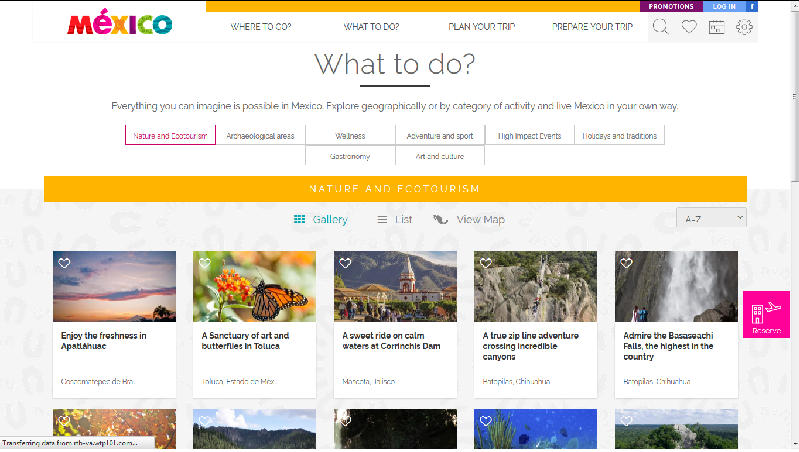 PROMOTIONS LOG IN f
méxico
WHERE TO GO? WHAT TO DO? PLAN YOUR TRIP PREPARE YOUR TRIP
What to do?
Everything you can imagine is possible in Mexico. Explore geographically or by category of activity and live Mexico in your own way.
Nature and Ecotourism Archaeological areas Wellness Adventure and sport High Impact Events Holidays and traditions
Gastronomy Art and culture
NATURE AND ECOTOURISM
Gallery List View Map A-Z
Enjoy the freshness in
Apatláhuac
Coscomatepec de Bra...
A Sanctuary of art and
butterflies in Toluca
Toluca, Estado de Méx...
A sweet ride on calm
waters at Corrinchis Dam
Mascota, Jalisco
A true zip line adventure
crossing incredible
canyons
Batopilas, Chihuahua
Admire the Basaseachi
Falls, the highest in the
country
Batopilas, Chihuahua
Reserve
Transferring data from